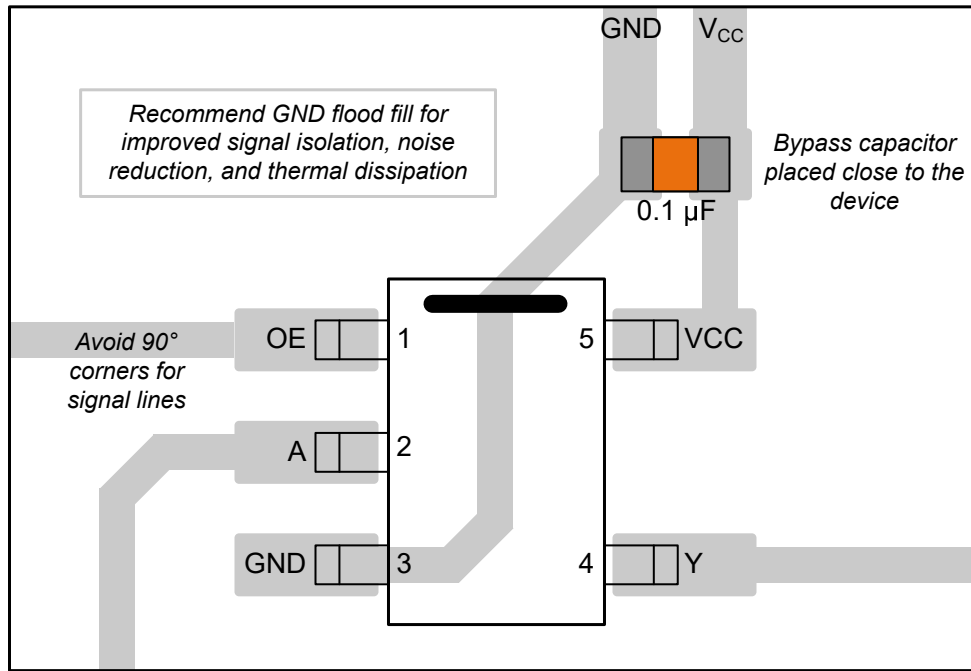 GND
V_CC
Recommend GND flood fill for
improved signal isolation, noise
reduction, and thermal dissipation
Bypass capacitor
placed close to the
device
0.1 µF
OE
1
5
VCC
Avoid 90°
corners for
signal lines
A
2
GND
3
4
Y